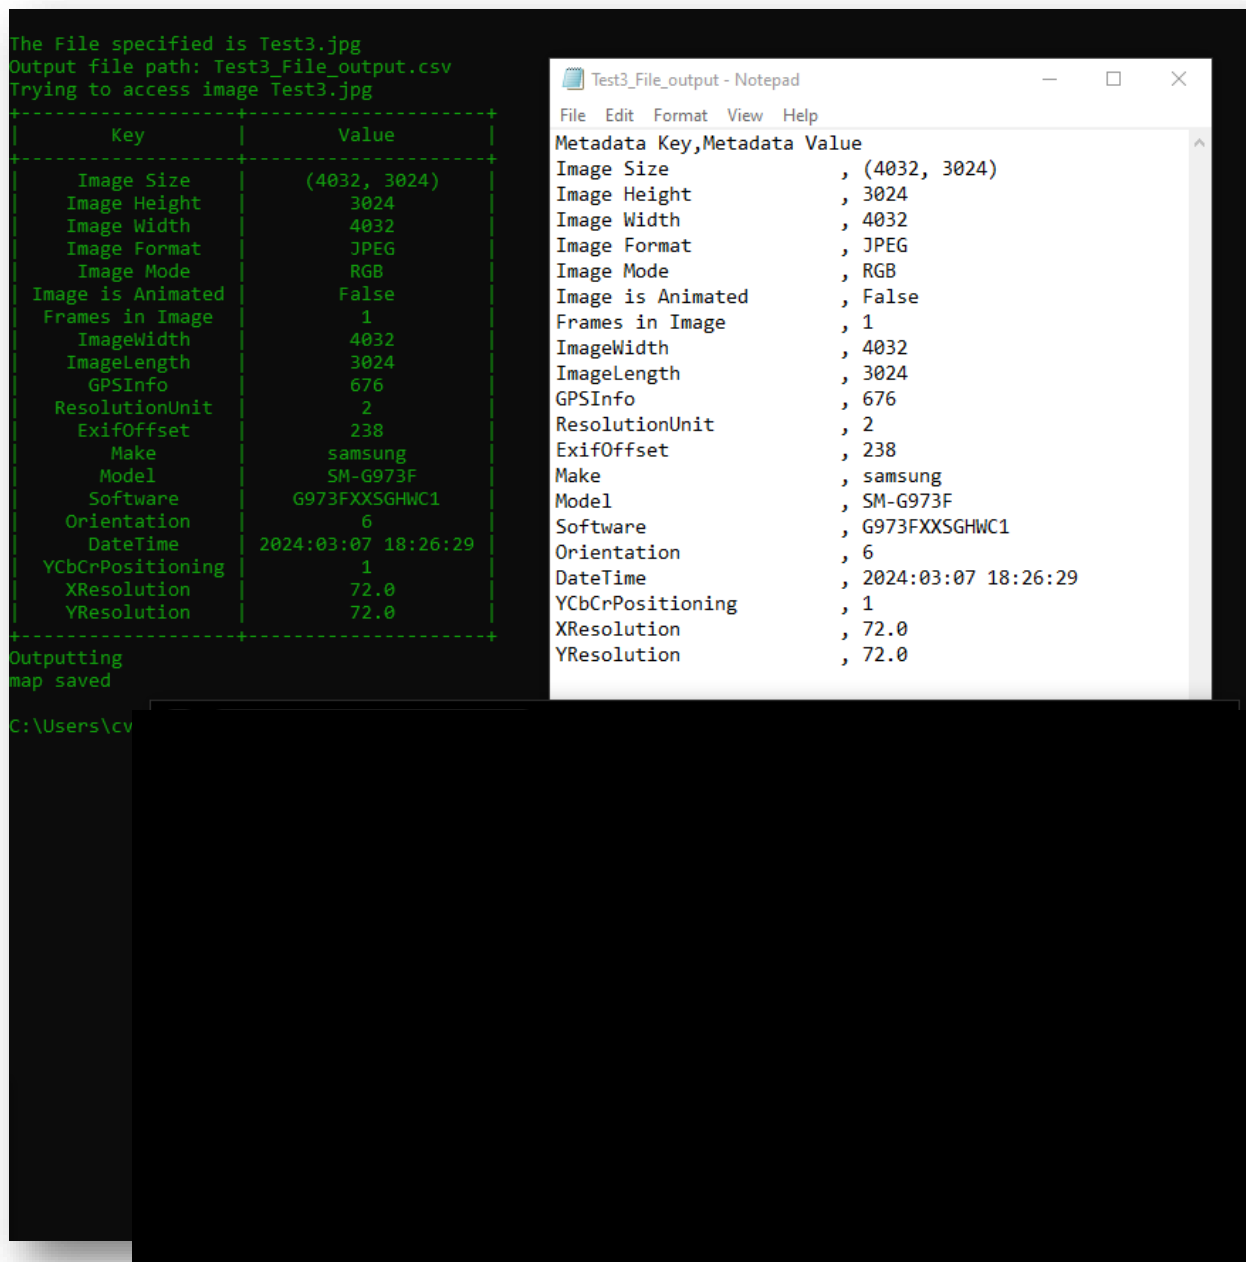 The File specified is Test3.jpg
Output file path: Test3_File_output.csv
Trying to access image Test3.jpg
+--------------------+----------------------+
| Key | Value |
+--------------------+----------------------+
| Image Size | (4032, 3024) |
| Image Height | 3024 |
| Image Width | 4032 |
| Image Format | JPEG |
| Image Mode | RGB |
| Image is Animated | False |
| Frames in Image | 1 |
| ImageWidth | 4032 |
| ImageLength | 3024 |
| GPSInfo | 676 |
| ResolutionUnit | 2 |
| ExifOffset | 238 |
| Make | samsung |
| Model | SM-G973F |
| Software | G973FXXSGHWC1 |
| Orientation | 6 |
| DateTime | 2024:03:07 18:26:29 |
| YCbCrPositioning | 1 |
| XResolution | 72.0 |
| YResolution | 72.0 |
+--------------------+----------------------+
Outputting
map saved
C:\Users\cv
Test3_File_output - Notepad
File Edit Format View Help
Metadata Key,Metadata Value
Image Size , (4032, 3024)
Image Height , 3024
Image Width , 4032
Image Format , JPEG
Image Mode , RGB
Image is Animated , False
Frames in Image , 1
ImageWidth , 4032
ImageLength , 3024
GPSInfo , 676
ResolutionUnit , 2
ExifOffset , 238
Make , samsung
Model , SM-G973F
Software , G973FXXSGHWC1
Orientation , 6
DateTime , 2024:03:07 18:26:29
YCbCrPositioning , 1
XResolution , 72.0
YResolution , 72.0